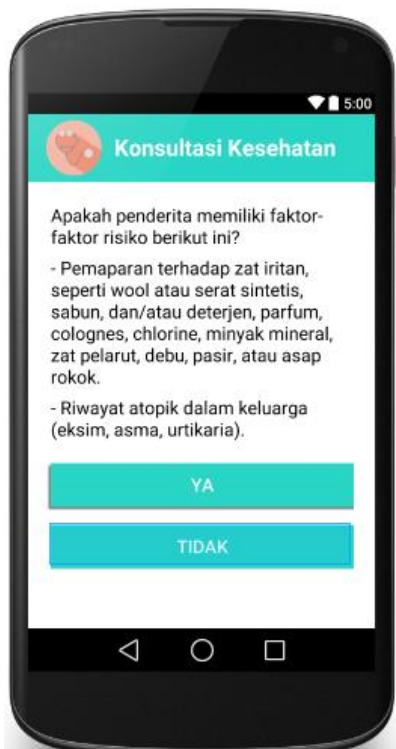 5:00
Konsultasi Kesehatan
Apakah penderita memiliki faktor-
faktor risiko berikut ini?
- Pemaparan terhadap zat iritan,
seperti wool atau serat sintetis,
sabun, dan/atau deterjen, parfum,
colognes, chlorine, minyak mineral,
zat pelarut, debu, pasir, atau asap
rokok.
- Riwayat atopik dalam keluarga
(eksim, asma, urtikaria).
YA
TIDAK